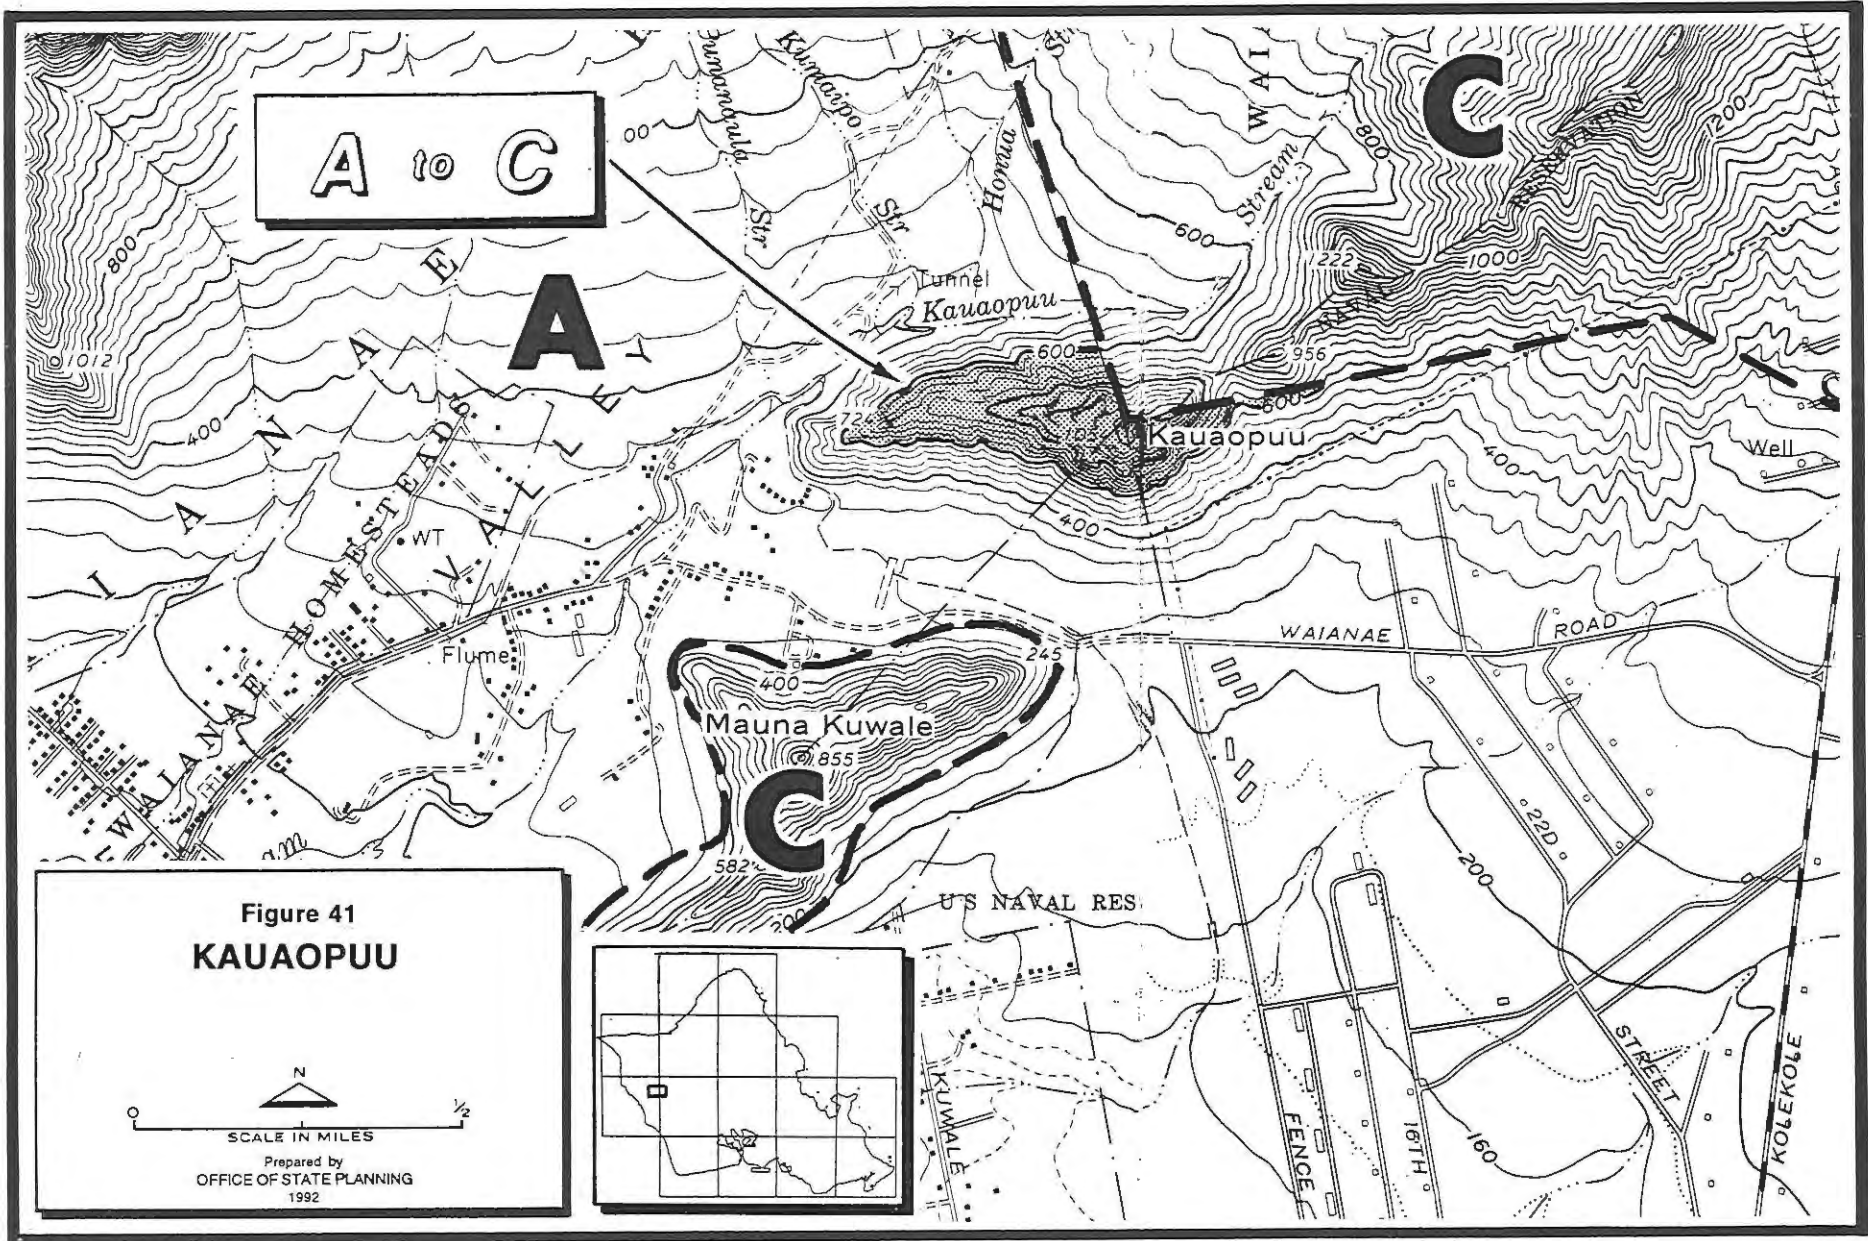 A to C
A
C
C
WAIANAE
VALLEY
Kumaipo
Str
Str
Honua
Stream
Tunnel
Kauaopuu
Kauaopuu
NAVAL
RESERVATION
800
1012
400
800
1200
600
1222
1000
956
600
600
725
400
400
Well
WAIANAE HOMESTEADS
WT
Flume
WAIANAE ROAD
245
400
Mauna Kuwale
855
582
200
U S NAVAL RES
200
160
22D
STREET
16TH
FENCE
KUWALE
KOLEKOLE
Figure 41
KAUAOPUU
N
0 1/2
SCALE IN MILES
Prepared by
OFFICE OF STATE PLANNING
1992